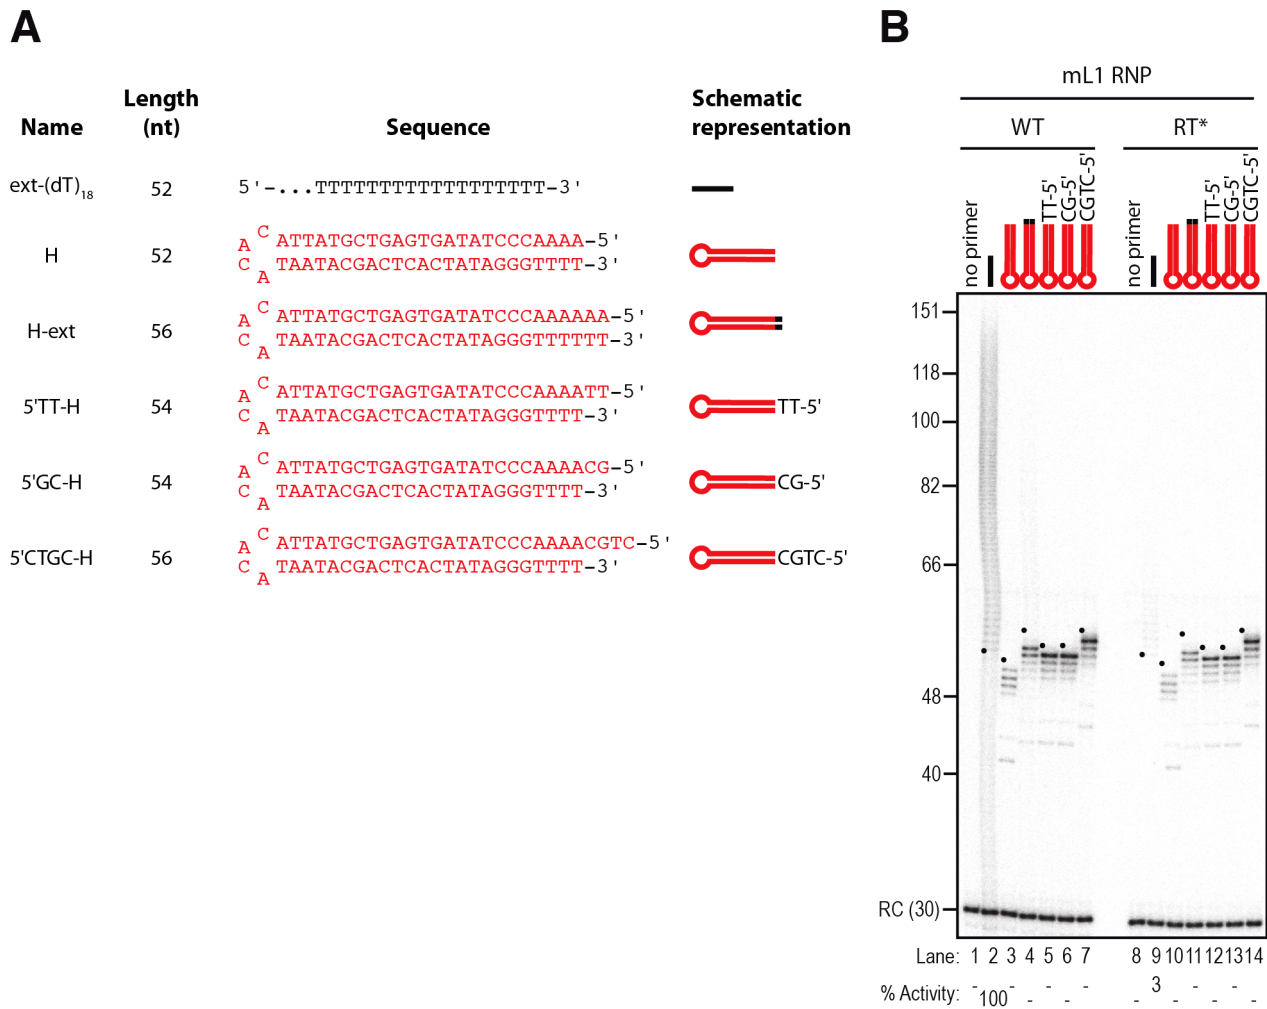 A
Name
Length (nt)
Sequence
Schematic representation
ext-(dT)18
52
5'-...TTTTTTTTTTTTTTTTTT-3'
H
52
C ATTATGCTGAGTGATATCCCAAAA-5'
A
C
A TAATACGACTCACTATAGGGTTTT-3'
H-ext
56
C ATTATGCTGAGTGATATCCCAAAAAA-5'
A
C
A TAATACGACTCACTATAGGGTTTTTT-3'
5'TT-H
54
C ATTATGCTGAGTGATATCCCAAAATT-5'
A
C
A TAATACGACTCACTATAGGGTTTT-3'
TT-5'
5'GC-H
54
C ATTATGCTGAGTGATATCCCAAAACG-5'
A
C
A TAATACGACTCACTATAGGGTTTT-3'
CG-5'
5'CTGC-H
56
C ATTATGCTGAGTGATATCCCAAAACGTC-5'
A
C
A TAATACGACTCACTATAGGGTTTT-3'
CGTC-5'
B
mL1 RNP
WT
RT*
no primer
TT-5'
CG-5'
CGTC-5'
no primer
TT-5'
CG-5'
CGTC-5'
151
118
100
82
66
48
40
RC (30)
Lane: 1 2 3 4 5 6 7 8 9 10 11 12 13 14
% Activity: - 100 - - - - - - 3 - - - - -